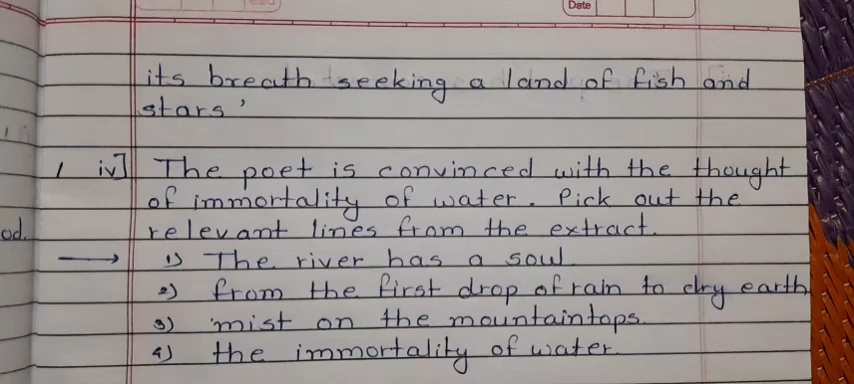 Date
its breath seeking a land of fish and
stars'
iv] The poet is convinced with the thought
of immortality of water. Pick out the
od. relevant lines from the extract.
→ 1) The river has a soul
2) from the first drop of rain to dry earth
3) mist on the mountaintops.
4) the immortality of water.